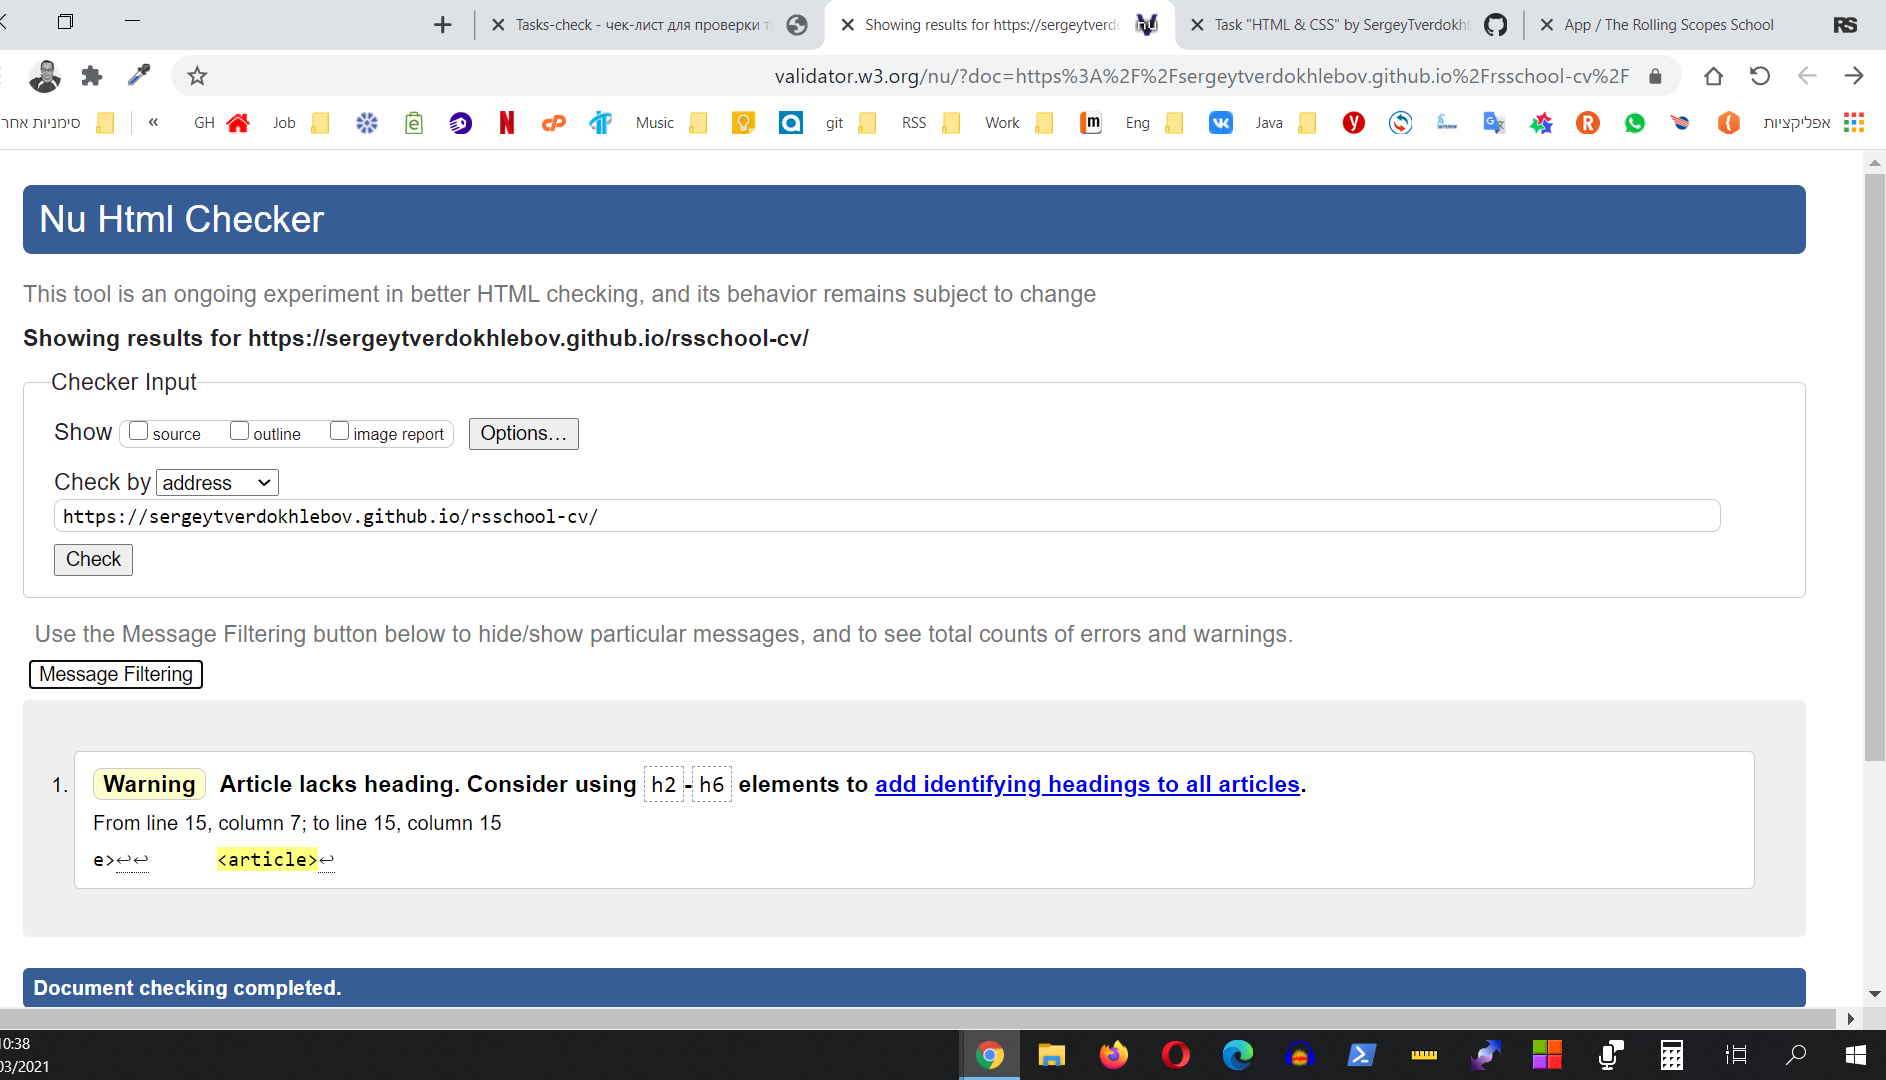 Tasks-check - чек-лист для проверки т
Showing results for https://sergeytverdo
Task "HTML & CSS" by SergeyTverdokhl
App / The Rolling Scopes School
RS
validator.w3.org/nu/?doc=https%3A%2F%2Fsergeytverdokhlebov.github.io%2Frsschool-cv%2F
סימניות אחר
«
GH
Job
Music
git
RSS
Work
Eng
Java
אפליקציות
Nu Html Checker
This tool is an ongoing experiment in better HTML checking, and its behavior remains subject to change
Showing results for https://sergeytverdokhlebov.github.io/rsschool-cv/
Checker Input
Show source outline image report Options…
Check by address
https://sergeytverdokhlebov.github.io/rsschool-cv/
Check
Use the Message Filtering button below to hide/show particular messages, and to see total counts of errors and warnings.
Message Filtering
1. Warning Article lacks heading. Consider using h2-h6 elements to add identifying headings to all articles.
From line 15, column 7; to line 15, column 15
e>↩↩ <article>↩
Document checking completed.
0:38
03/2021